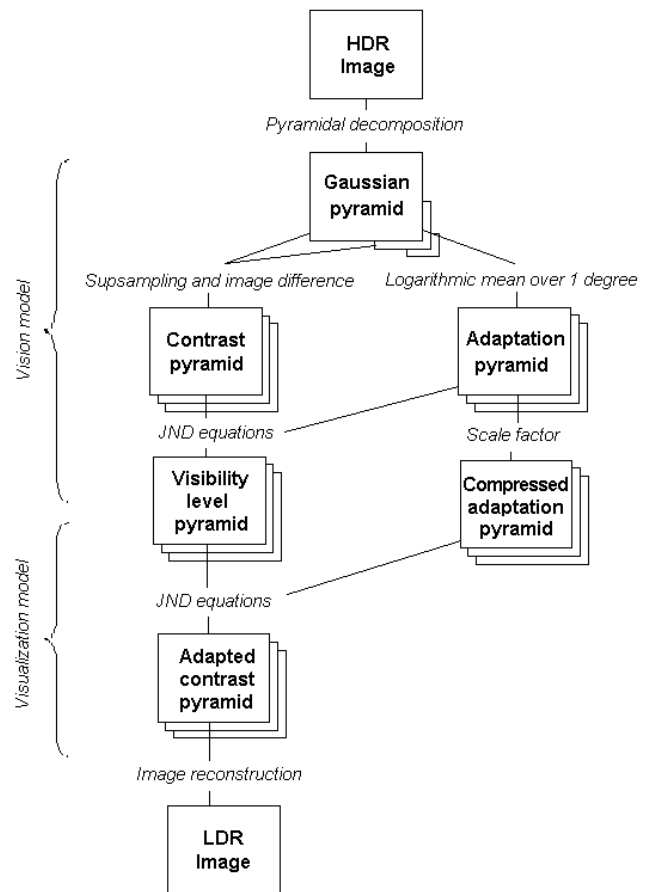 HDR
Image
Pyramidal decomposition
Gaussian
pyramid
Supsampling and image difference
Logarithmic mean over 1 degree
Vision model
Contrast
pyramid
Adaptation
pyramid
JND equations
Scale factor
Visibility
level
pyramid
Compressed
adaptation
pyramid
Visualization model
JND equations
Adapted
contrast
pyramid
Image reconstruction
LDR
Image